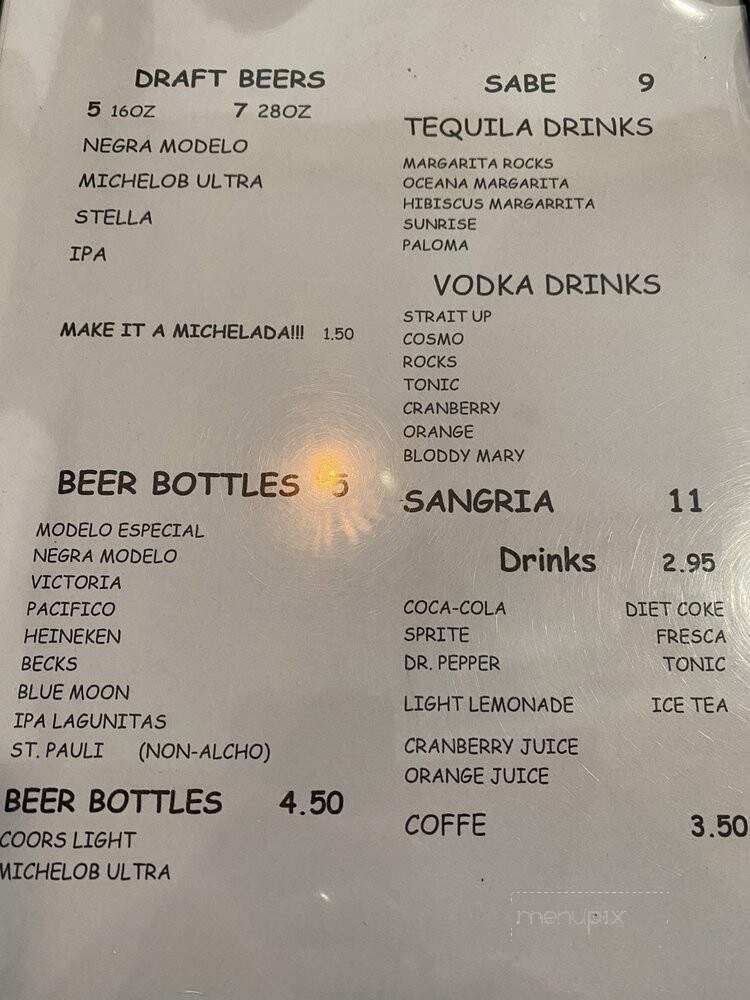 DRAFT BEERS
5 16OZ 7 28OZ
NEGRA MODELO
MICHELOB ULTRA
STELLA
IPA
MAKE IT A MICHELADA!!! 1.50
BEER BOTTLES 5
MODELO ESPECIAL
NEGRA MODELO
VICTORIA
PACIFICO
HEINEKEN
BECKS
BLUE MOON
IPA LAGUNITAS
ST. PAULI (NON-ALCHO)
BEER BOTTLES 4.50
COORS LIGHT
MICHELOB ULTRA
SABE 9
TEQUILA DRINKS
MARGARITA ROCKS
OCEANA MARGARITA
HIBISCUS MARGARRITA
SUNRISE
PALOMA
VODKA DRINKS
STRAIT UP
COSMO
ROCKS
TONIC
CRANBERRY
ORANGE
BLODDY MARY
SANGRIA 11
Drinks 2.95
COCA-COLA DIET COKE
SPRITE FRESCA
DR. PEPPER TONIC
LIGHT LEMONADE ICE TEA
CRANBERRY JUICE
ORANGE JUICE
COFFE 3.50
menupix